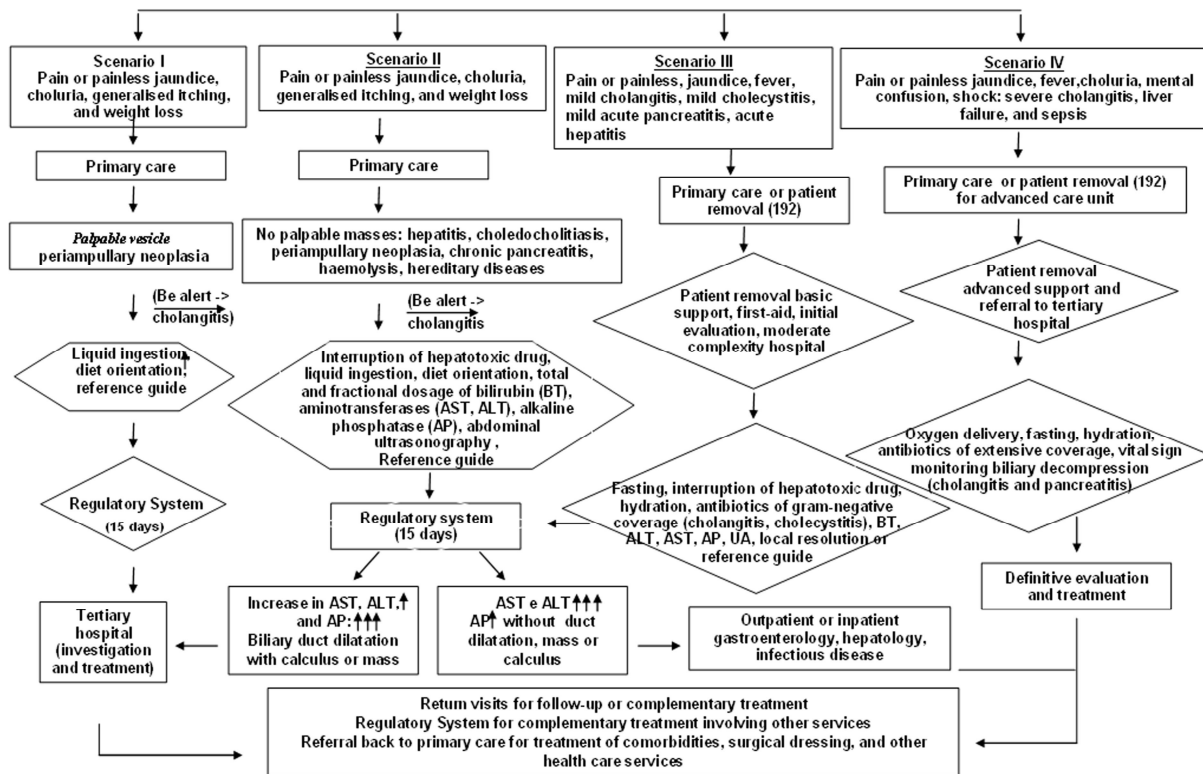 Scenario I
Pain or painless jaundice,
choluria, generalised itching,
and weight loss
Primary care
Palpable vesicle
periampullary neoplasia
(Be alert ->
cholangitis)
Liquid ingestion,
diet orientation,
reference guide
Regulatory System
(15 days)
Tertiary
hospital
(investigation
and treatment)
Scenario II
Pain or painless jaundice, choluria,
generalised itching, and weight loss
Primary care
No palpable masses: hepatitis, choledocholitiasis,
periampullary neoplasia, chronic pancreatitis,
haemolysis, hereditary diseases
(Be alert ->
cholangitis
Interruption of hepatotoxic drug,
liquid ingestion, diet orientation, total
and fractional dosage of bilirubin (BT),
aminotransferases (AST, ALT), alkaline
phosphatase (AP), abdominal
ultrasonography ,
Reference guide
Regulatory system
(15 days)
Increase in AST, ALT,↑
and AP:↑↑↑
Biliary duct dilatation
with calculus or mass
AST e ALT↑↑↑
AP↑ without duct
dilatation, mass or
calculus
Scenario III
Pain or painless, jaundice, fever,
mild cholangitis, mild cholecystitis,
mild acute pancreatitis, acute
hepatitis
Primary care or patient
removal (192)
Patient removal basic
support, first-aid, initial
evaluation, moderate
complexity hospital
Fasting, interruption of hepatotoxic drug,
hydration, antibiotics of gram-negative
coverage (cholangitis, cholecystitis), BT,
ALT, AST, AP, UA, local resolution or
reference guide
Outpatient or inpatient
gastroenterology, hepatology,
infectious disease
Scenario IV
Pain or painless jaundice, fever,choluria, mental
confusion, shock: severe cholangitis, liver
failure, and sepsis
Primary care or patient removal (192)
for advanced care unit
Patient removal
advanced support and
referral to tertiary
hospital
Oxygen delivery, fasting, hydration,
antibiotics of extensive coverage, vital sign
monitoring biliary decompression
(cholangitis and pancreatitis)
Definitive evaluation
and treatment
Return visits for follow-up or complementary treatment
Regulatory System for complementary treatment involving other services
Referral back to primary care for treatment of comorbidities, surgical dressing, and other
health care services